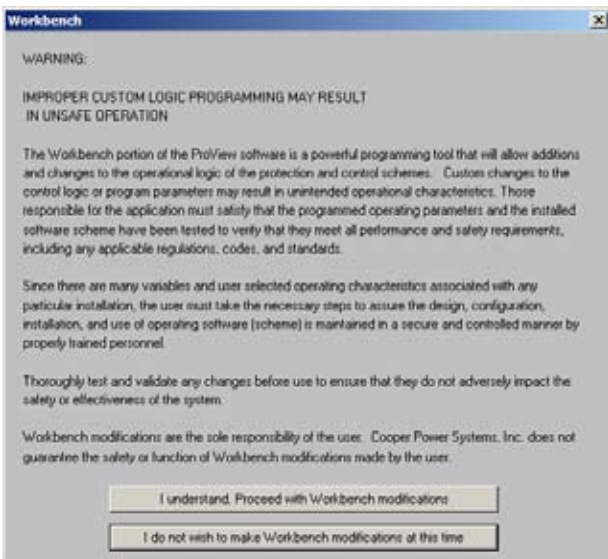 Workbench
WARNING:
IMPROPER CUSTOM LOGIC PROGRAMMING MAY RESULT
IN UNSAFE OPERATION
The Workbench portion of the ProView software is a powerful programming tool that will allow additions
and changes to the operational logic of the protection and control schemes. Custom changes to the
control logic or program parameters may result in unintended operational characteristics. Those
responsible for the application must satisfy that the programmed operating parameters and the installed
software scheme have been tested to verify that they meet all performance and safety requirements,
including any applicable regulations, codes, and standards.
Since there are many variables and user selected operating characteristics associated with any
particular installation, the user must take the necessary steps to assure the design, configuration,
installation, and use of operating software (scheme) is maintained in a secure and controlled manner by
properly trained personnel.
Thoroughly test and validate any changes before use to ensure that they do not adversely impact the
safety or effectiveness of the system.
Workbench modifications are the sole responsibility of the user. Cooper Power Systems, Inc. does not
guarantee the safety or function of Workbench modifications made by the user.
I understand. Proceed with Workbench modifications
I do not wish to make Workbench modifications at this time